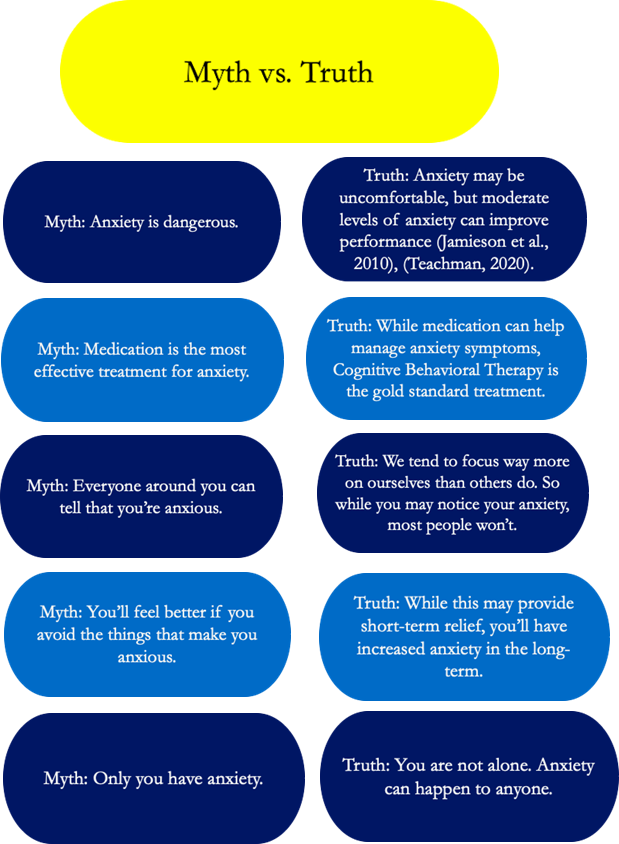 Myth vs. Truth
Myth: Anxiety is dangerous.
Truth: Anxiety may be
uncomfortable, but moderate
levels of anxiety can improve
performance (Jamieson et al.,
2010), (Teachman, 2020).
Myth: Medication is the most
effective treatment for anxiety.
Truth: While medication can help
manage anxiety symptoms,
Cognitive Behavioral Therapy is
the gold standard treatment.
Myth: Everyone around you can
tell that you’re anxious.
Truth: We tend to focus way more
on ourselves than others do. So
while you may notice your anxiety,
most people won’t.
Myth: You’ll feel better if you
avoid the things that make you
anxious.
Truth: While this may provide
short-term relief, you’ll have
increased anxiety in the long-
term.
Myth: Only you have anxiety.
Truth: You are not alone. Anxiety
can happen to anyone.